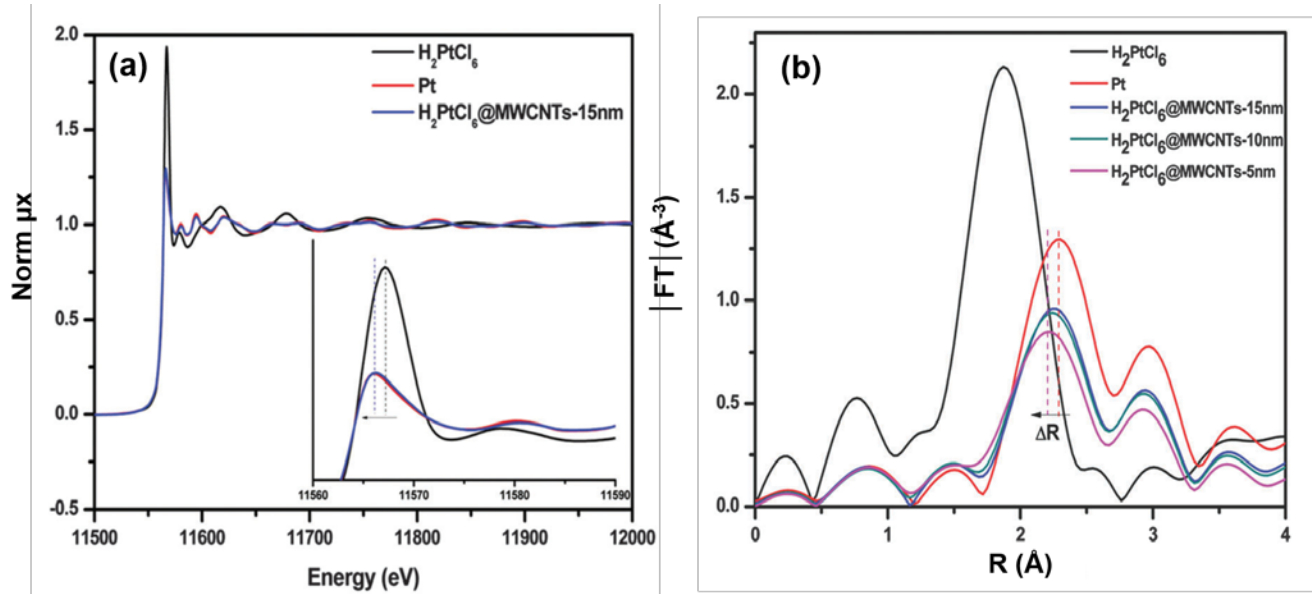 (a)
H₂PtCl₆
Pt
H₂PtCl₆@MWCNTs-15nm
2.0
1.5
1.0
0.5
0.0
-0.5
Norm μx
11560
11570
11580
11590
11500
11600
11700
11800
11900
12000
Energy (eV)
(b)
H₂PtCl₆
Pt
H₂PtCl₆@MWCNTs-15nm
H₂PtCl₆@MWCNTs-10nm
H₂PtCl₆@MWCNTs-5nm
2.0
1.5
1.0
0.5
0.0
|FT| (Å⁻³)
ΔR
0
1
2
3
4
R (Å)